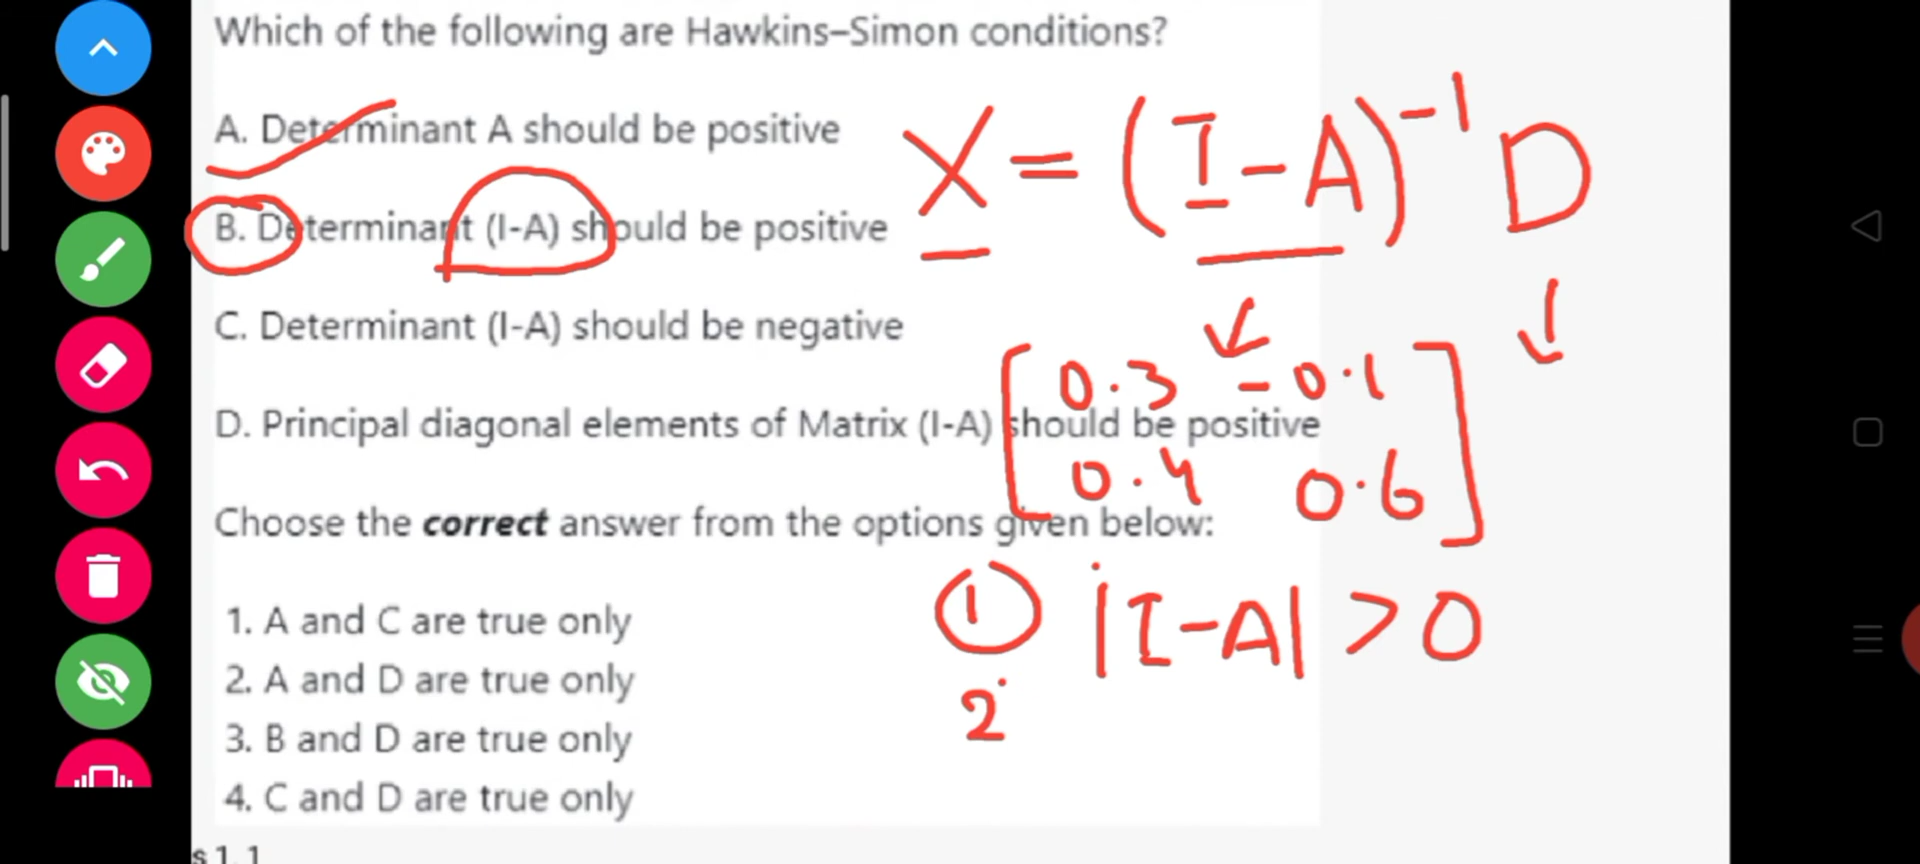 Which of the following are Hawkins–Simon conditions?
A. Determinant A should be positive
X = (I-A)⁻¹ D
B. Determinant (I-A) should be positive
C. Determinant (I-A) should be negative
0.3 -0.1
D. Principal diagonal elements of Matrix (I-A) should be positive
0.4 0.6
Choose the correct answer from the options given below:
1 |I-A| > 0
1. A and C are true only
2. A and D are true only
2
3. B and D are true only
4. C and D are true only
s 1, 1